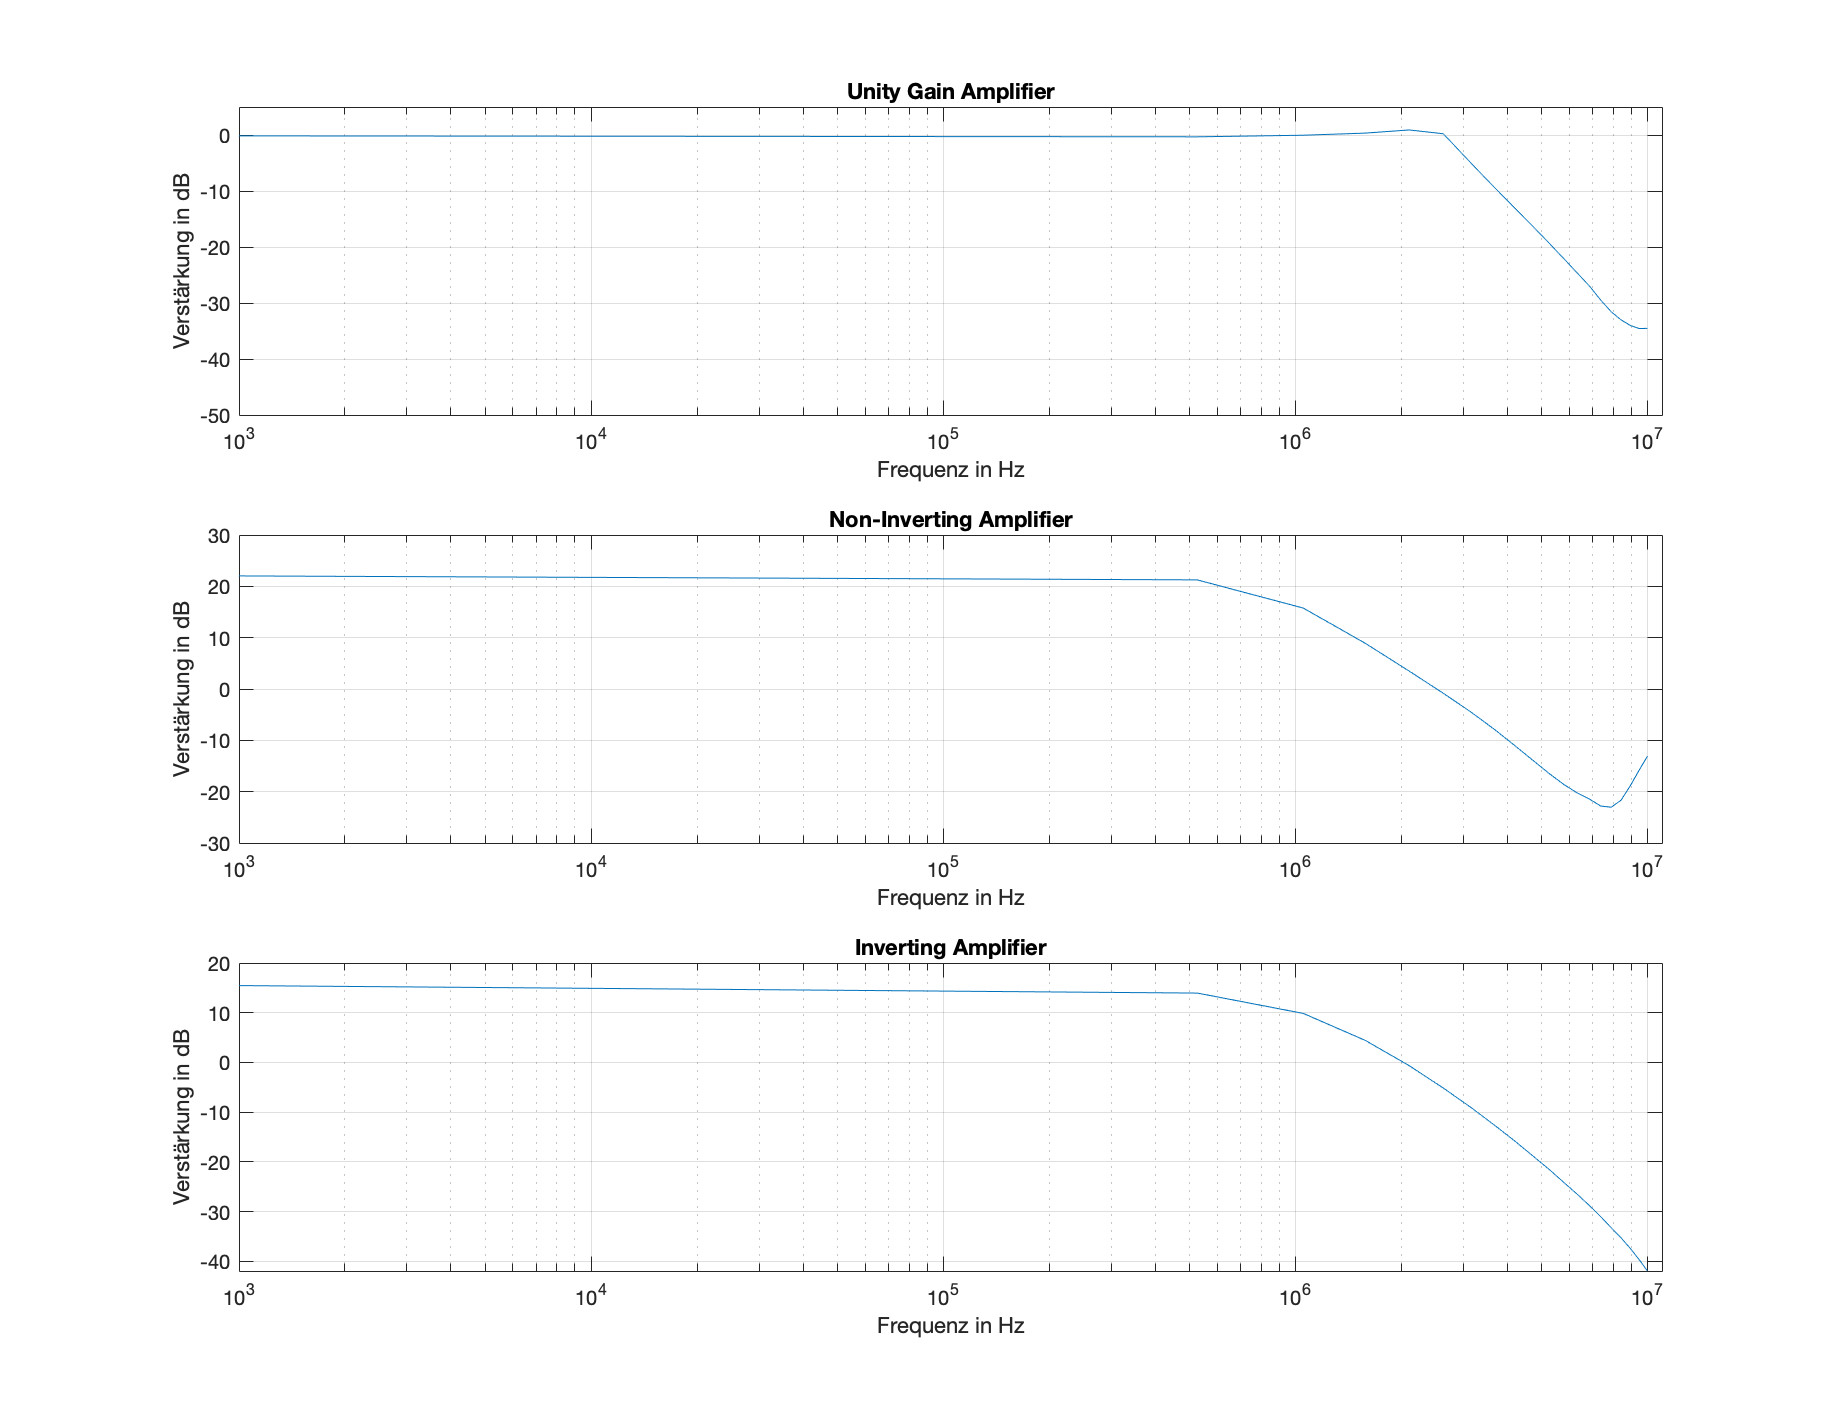 Unity Gain Amplifier
0
-10
-20
-30
-40
-50
Verstärkung in dB
10^3 10^4 10^5 10^6 10^7
Frequenz in Hz
Non-Inverting Amplifier
30
20
10
0
-10
-20
-30
Verstärkung in dB
10^3 10^4 10^5 10^6 10^7
Frequenz in Hz
Inverting Amplifier
20
10
0
-10
-20
-30
-40
Verstärkung in dB
10^3 10^4 10^5 10^6 10^7
Frequenz in Hz